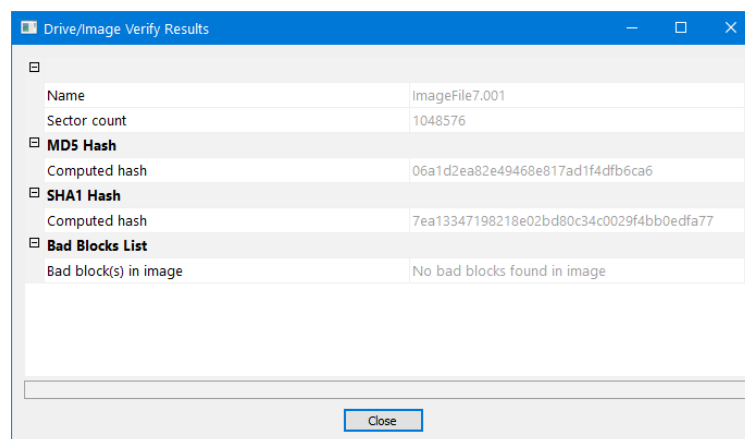 Drive/Image Verify Results
Name ImageFile7.001
Sector count 1048576
MD5 Hash
Computed hash 06a1d2ea82e49468e817ad1f4dfb6ca6
SHA1 Hash
Computed hash 7ea13347198218e02bd80c34c0029f4bb0edfa77
Bad Blocks List
Bad block(s) in image No bad blocks found in image
Close